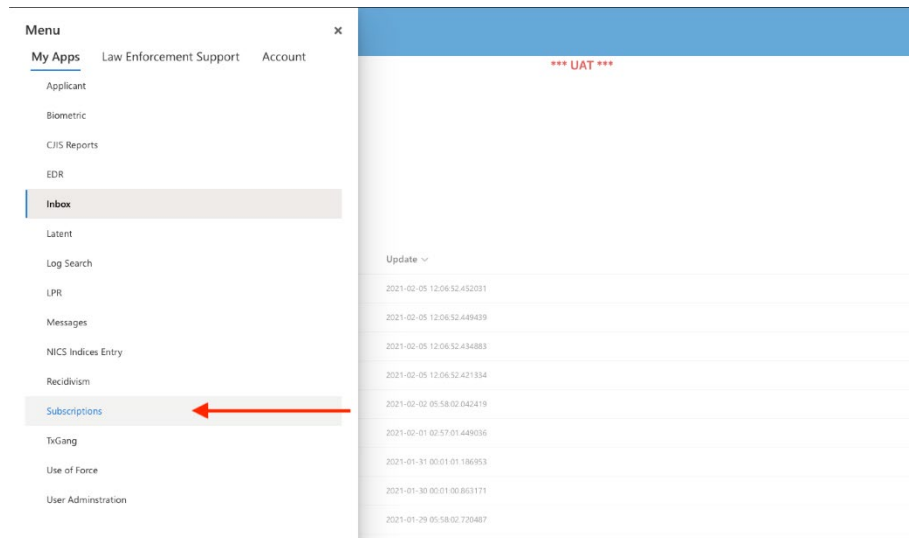 Menu ×
My Apps Law Enforcement Support Account
*** UAT ***
Applicant
Biometric
CJIS Reports
EDR
Inbox
Latent
Log Search
Update
LPR
2021-02-05 12:06:52.452031
Messages
2021-02-05 12:06:52.449439
NICS Indices Entry
2021-02-05 12:06:52.434883
Recidivism
2021-02-05 12:06:52.421334
Subscriptions
2021-02-02 05:58:02.042419
TxGang
2021-02-01 02:57:01.449036
Use of Force
2021-01-31 00:01:01.186953
User Adminstration
2021-01-30 00:01:00.863171
2021-01-29 05:58:02.720487